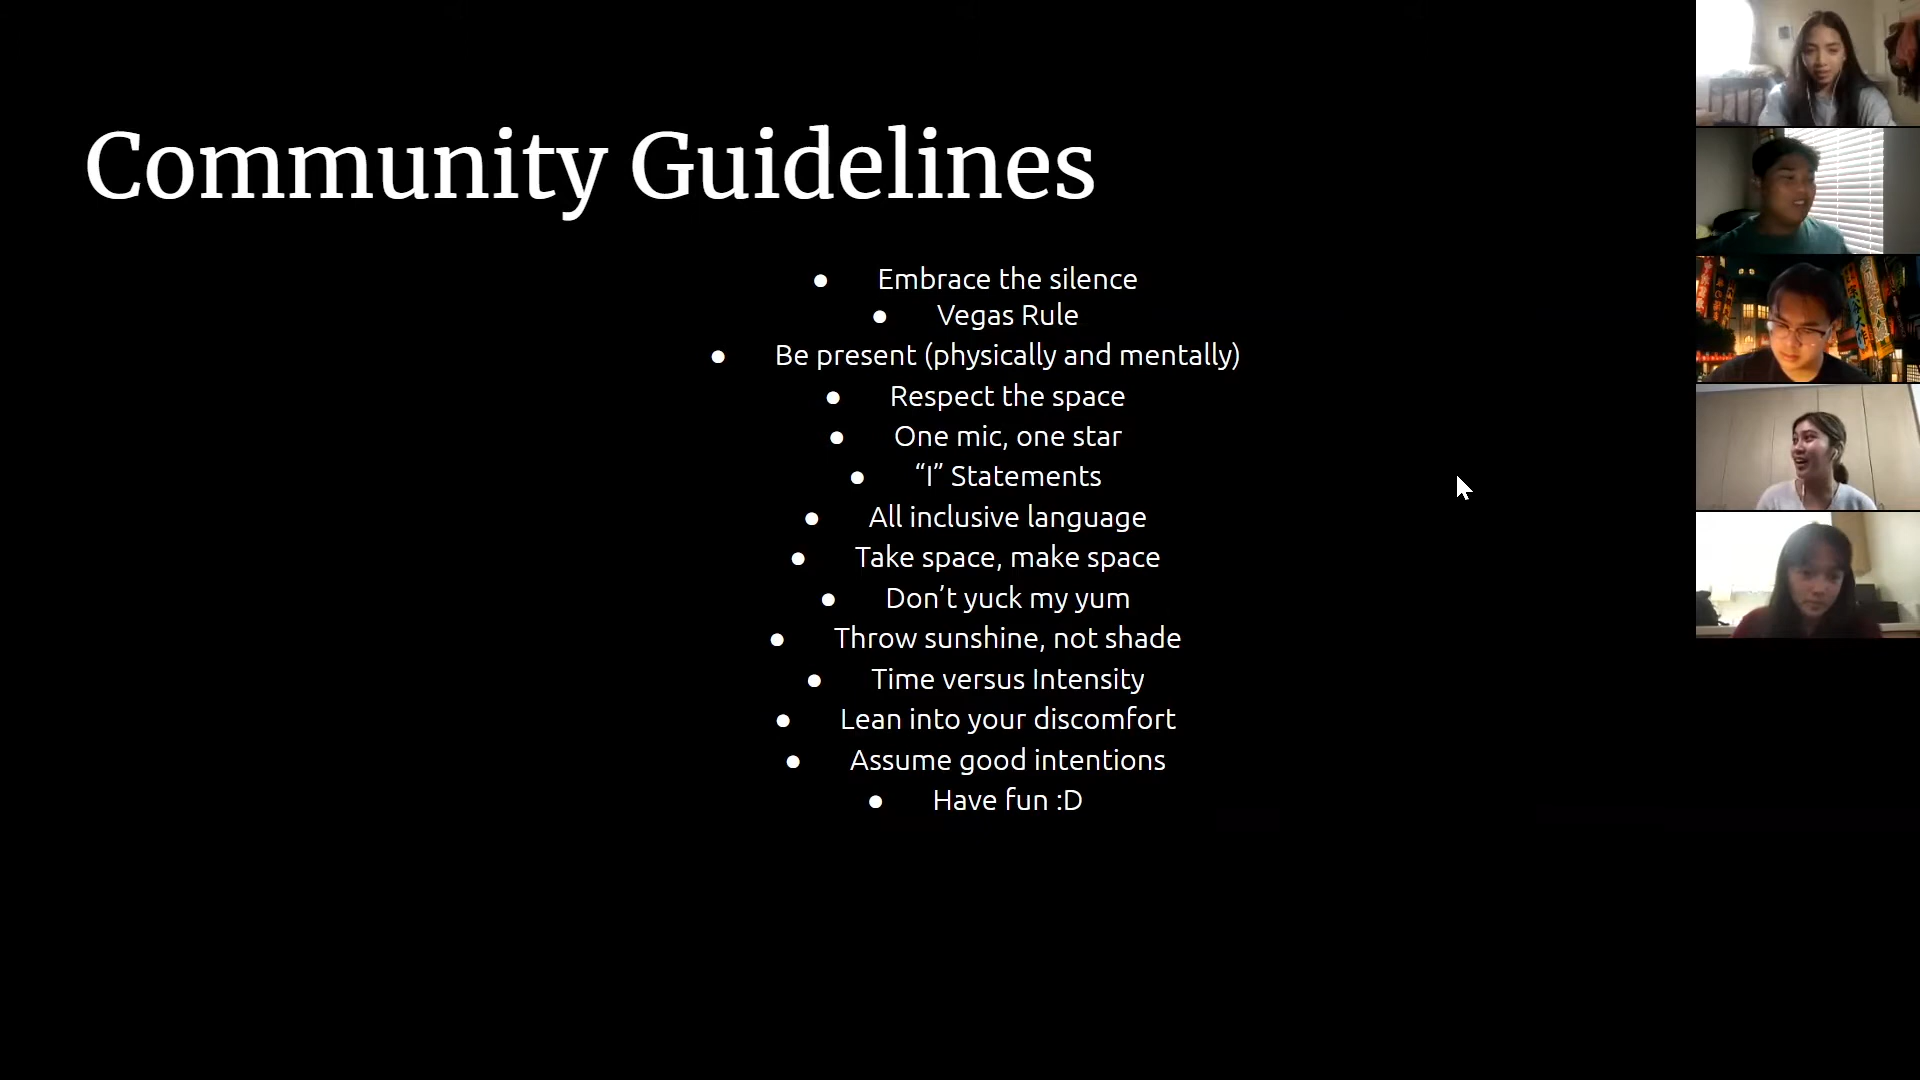 Community Guidelines
● Embrace the silence
● Vegas Rule
● Be present (physically and mentally)
● Respect the space
● One mic, one star
● “I” Statements
● All inclusive language
● Take space, make space
● Don’t yuck my yum
● Throw sunshine, not shade
● Time versus Intensity
● Lean into your discomfort
● Assume good intentions
● Have fun :D